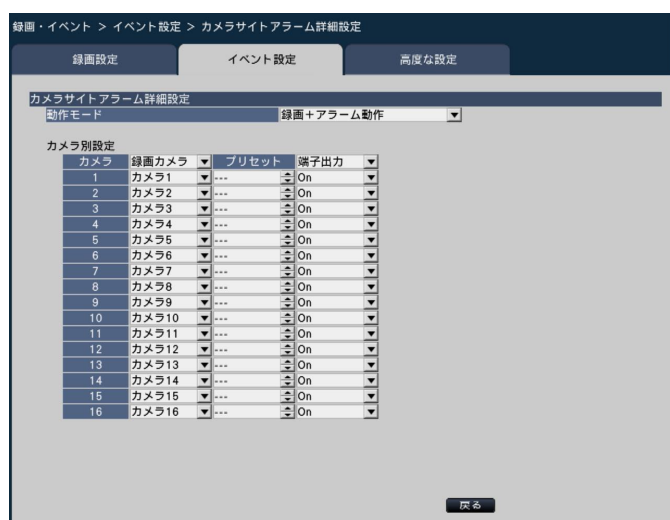 録画・イベント > イベント設定 > カメラサイトアラーム詳細設定
録画設定 イベント設定 高度な設定
カメラサイトアラーム詳細設定
動作モード 録画+アラーム動作
カメラ別設定
カメラ 録画カメラ プリセット 端子出力
1 カメラ1 --- On
2 カメラ2 --- On
3 カメラ3 --- On
4 カメラ4 --- On
5 カメラ5 --- On
6 カメラ6 --- On
7 カメラ7 --- On
8 カメラ8 --- On
9 カメラ9 --- On
10 カメラ10 --- On
11 カメラ11 --- On
12 カメラ12 --- On
13 カメラ13 --- On
14 カメラ14 --- On
15 カメラ15 --- On
16 カメラ16 --- On
戻る